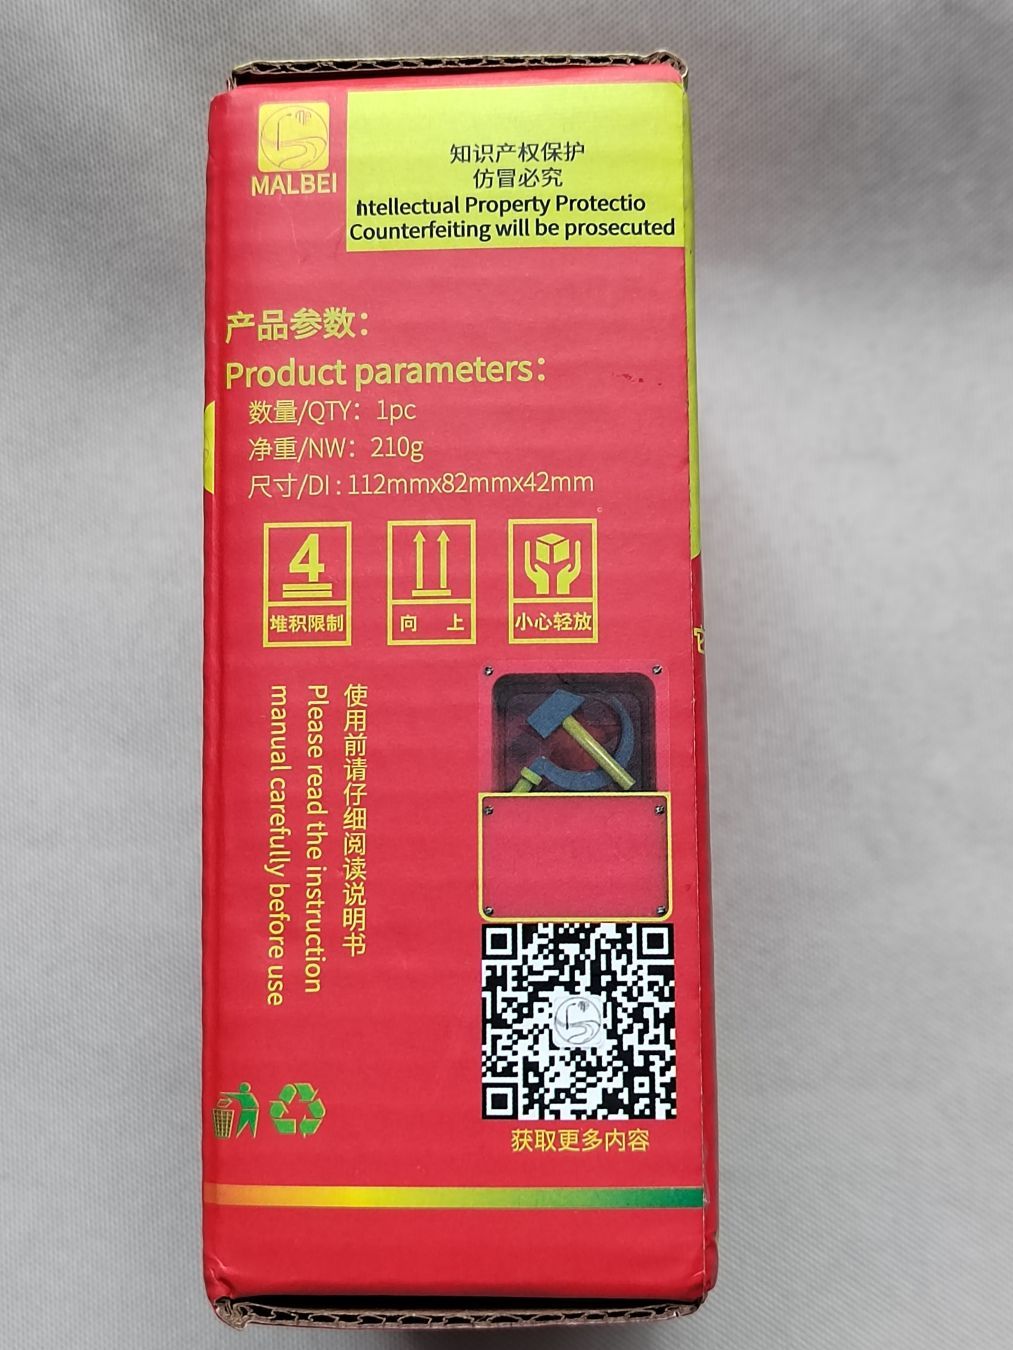 MALBEI
知识产权保护
仿冒必究
Intellectual Property Protectio
Counterfeiting will be prosecuted
产品参数：
Product parameters：
数量/QTY：1pc
净重/NW：210g
尺寸/DI : 112mmx82mmx42mm
4
堆积限制
向 上
小心轻放
使用前请仔细阅读说明书
Please read the instruction
manual carefully before use
获取更多内容